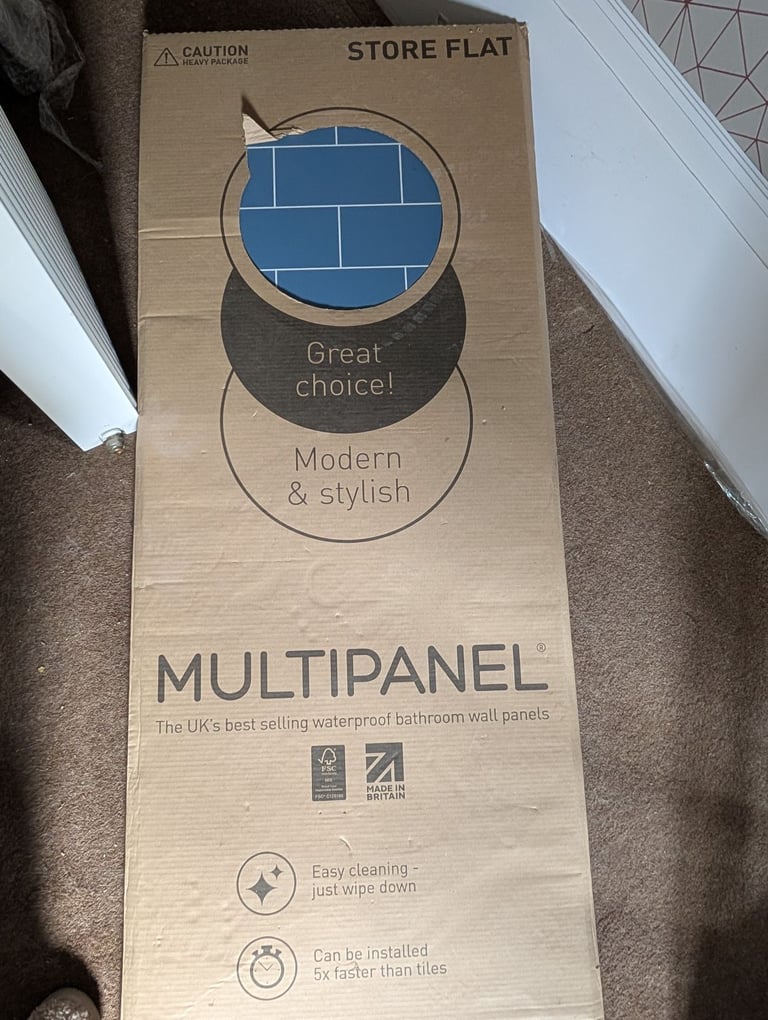 CAUTION
HEAVY PACKAGE
STORE FLAT
Great
choice!
Modern
& stylish
MULTIPANEL®
The UK's best selling waterproof bathroom wall panels
FSC
MADE IN
BRITAIN
Easy cleaning -
just wipe down
Can be installed
5x faster than tiles